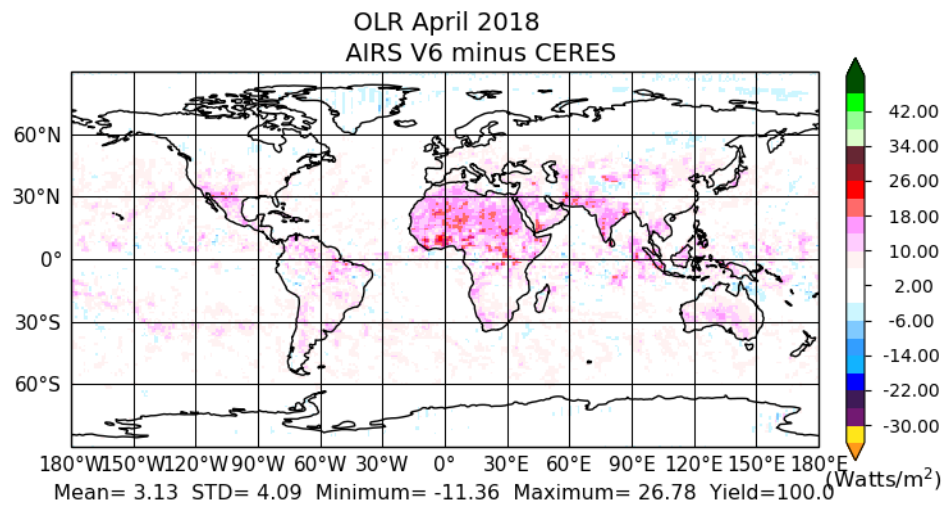 OLR April 2018
AIRS V6 minus CERES
60°N
30°N
0°
30°S
60°S
180°W 150°W 120°W 90°W 60°W 30°W 0° 30°E 60°E 90°E 120°E 150°E 180°E
42.00
34.00
26.00
18.00
10.00
2.00
-6.00
-14.00
-22.00
-30.00
(Watts/m²)
Mean= 3.13 STD= 4.09 Minimum= -11.36 Maximum= 26.78 Yield=100.0